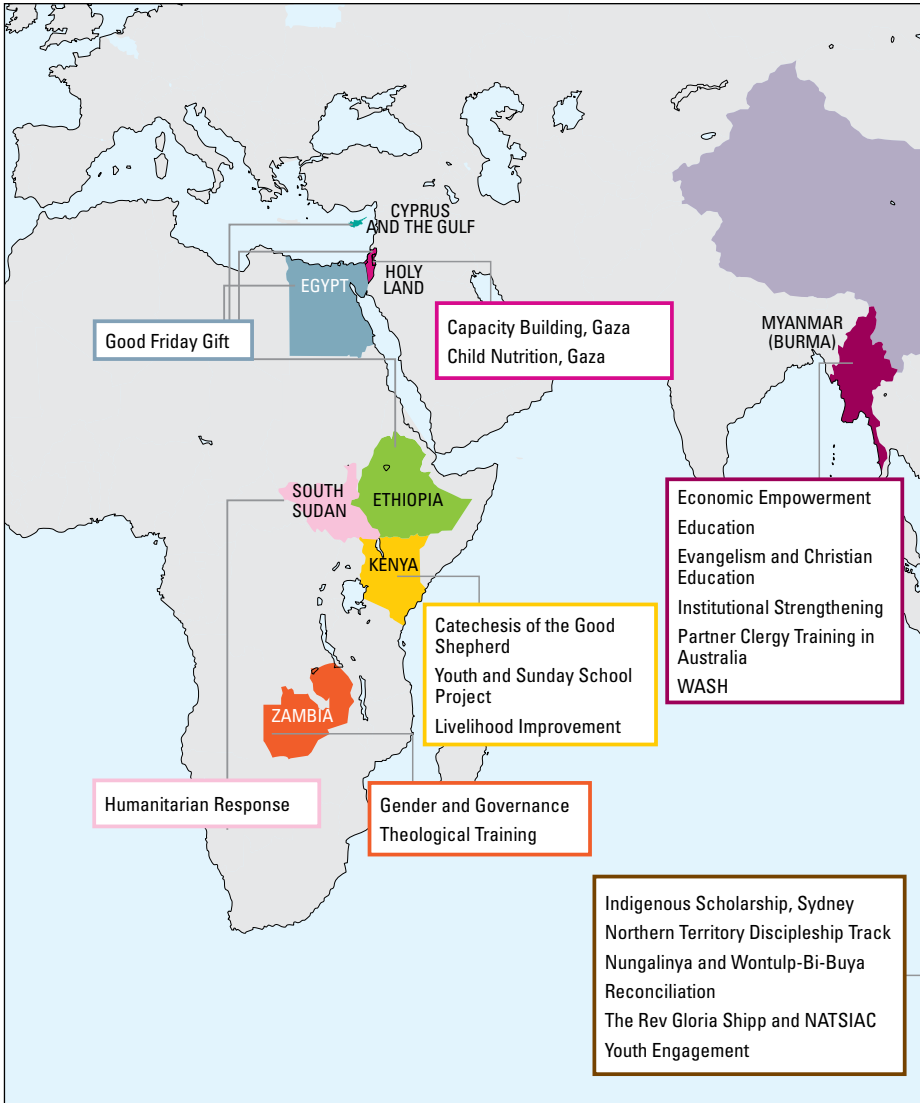 CYPRUS
AND THE GULF
EGYPT
HOLY
LAND
Good Friday Gift
Capacity Building, Gaza
Child Nutrition, Gaza
MYANMAR
(BURMA)
SOUTH
SUDAN
ETHIOPIA
KENYA
Economic Empowerment
Education
Evangelism and Christian
Education
Institutional Strengthening
Partner Clergy Training in
Australia
WASH
Catechesis of the Good
Shepherd
Youth and Sunday School
Project
Livelihood Improvement
ZAMBIA
Humanitarian Response
Gender and Governance
Theological Training
Indigenous Scholarship, Sydney
Northern Territory Discipleship Track
Nungalinya and Wontulp-Bi-Buya
Reconciliation
The Rev Gloria Shipp and NATSIAC
Youth Engagement